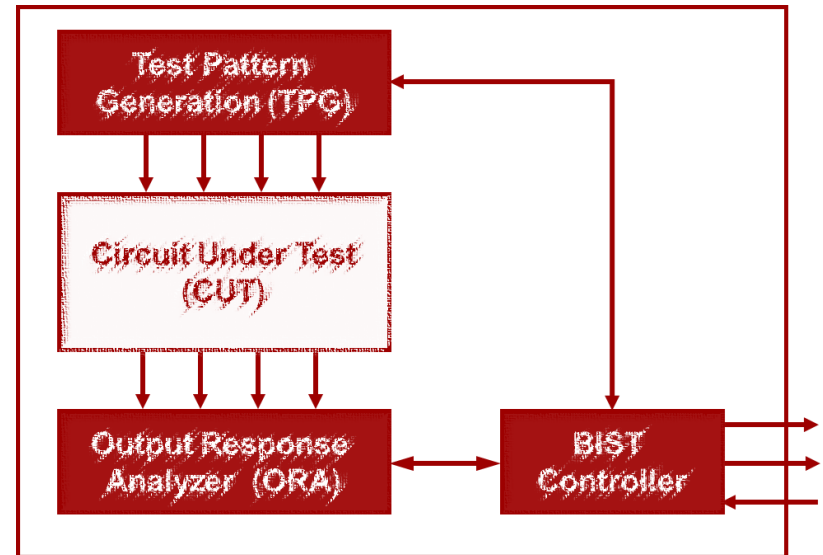 Test Pattern
Generation (TPG)
Circuit Under Test
(CUT)
Output Response
Analyzer (ORA)
BIST
Controller